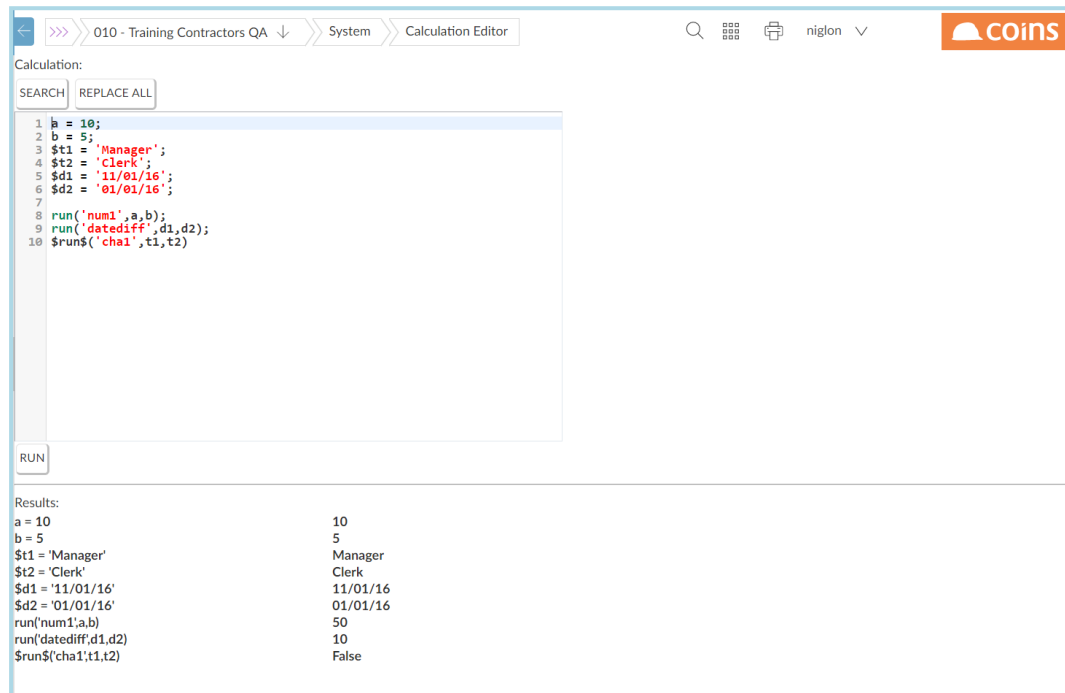 >>> 010 - Training Contractors QA System Calculation Editor niglon coins
Calculation:
SEARCH REPLACE ALL
1 a = 10;
2 b = 5;
3 $t1 = 'Manager';
4 $t2 = 'Clerk';
5 $d1 = '11/01/16';
6 $d2 = '01/01/16';
7
8 run('num1',a,b);
9 run('datediff',d1,d2);
10 $run$('cha1',t1,t2)
RUN
Results:
a = 10 10
b = 5 5
$t1 = 'Manager' Manager
$t2 = 'Clerk' Clerk
$d1 = '11/01/16' 11/01/16
$d2 = '01/01/16' 01/01/16
run('num1',a,b) 50
run('datediff',d1,d2) 10
$run$('cha1',t1,t2) False